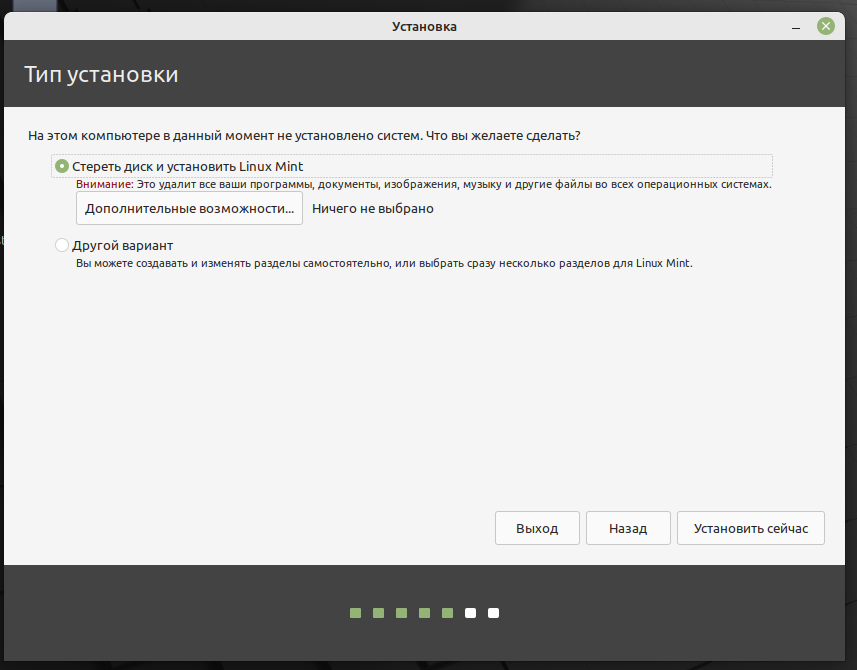 Установка
Тип установки
На этом компьютере в данный момент не установлено систем. Что вы желаете сделать?
Стереть диск и установить Linux Mint
Внимание: Это удалит все ваши программы, документы, изображения, музыку и другие файлы во всех операционных системах.
Дополнительные возможности... Ничего не выбрано
Другой вариант
Вы можете создавать и изменять разделы самостоятельно, или выбрать сразу несколько разделов для Linux Mint.
Выход Назад Установить сейчас